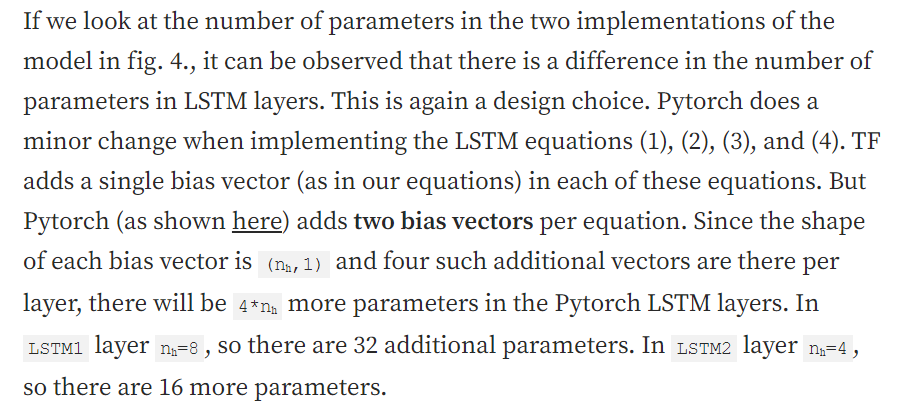 If we look at the number of parameters in the two implementations of the
model in fig. 4., it can be observed that there is a difference in the number of
parameters in LSTM layers. This is again a design choice. Pytorch does a
minor change when implementing the LSTM equations (1), (2), (3), and (4). TF
adds a single bias vector (as in our equations) in each of these equations. But
Pytorch (as shown here) adds two bias vectors per equation. Since the shape
of each bias vector is (nₕ,1) and four such additional vectors are there per
layer, there will be 4*nₕ more parameters in the Pytorch LSTM layers. In
LSTM1 layer nₕ=8 , so there are 32 additional parameters. In LSTM2 layer nₕ=4 ,
so there are 16 more parameters.